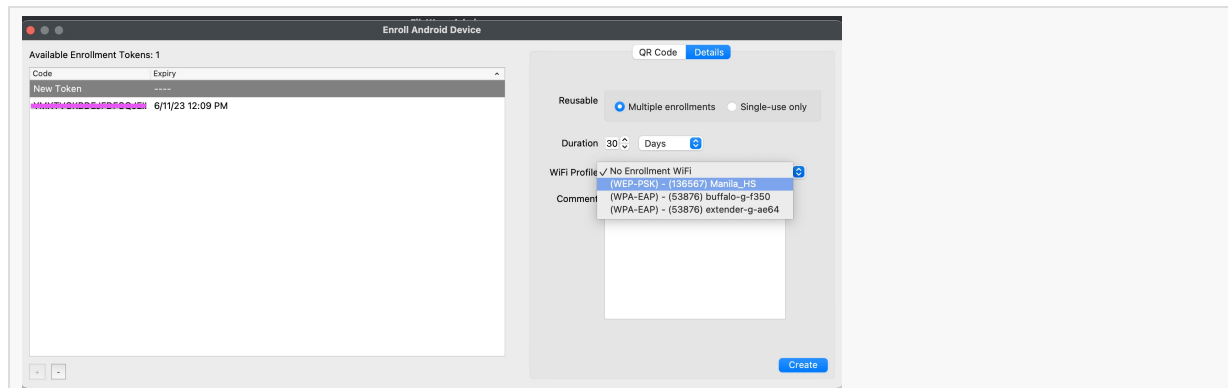 Enroll Android Device
Available Enrollment Tokens: 1
Code Expiry
New Token ----
6/11/23 12:09 PM
+ -
QR Code Details
Reusable Multiple enrollments Single-use only
Duration 30 Days
WiFi Profile ✓ No Enrollment WiFi
(WEP-PSK) - (136567) Manila_HS
(WPA-EAP) - (53876) buffalo-g-f350
(WPA-EAP) - (53876) extender-g-ae64
Comment
Create